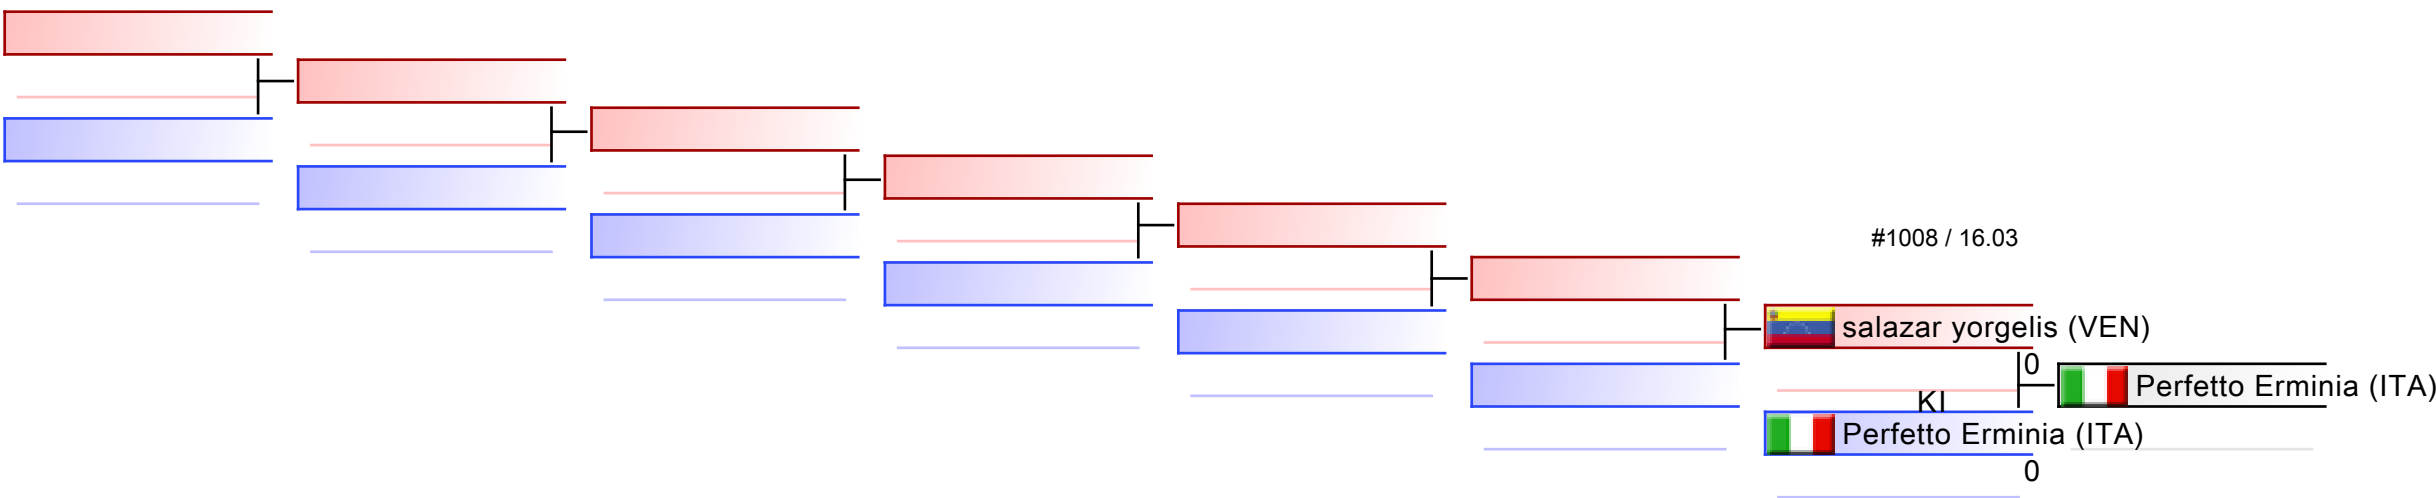 #1008 / 16.03
salazar yorgelis (VEN)
0
Perfetto Erminia (ITA)
KI
Perfetto Erminia (ITA)
0